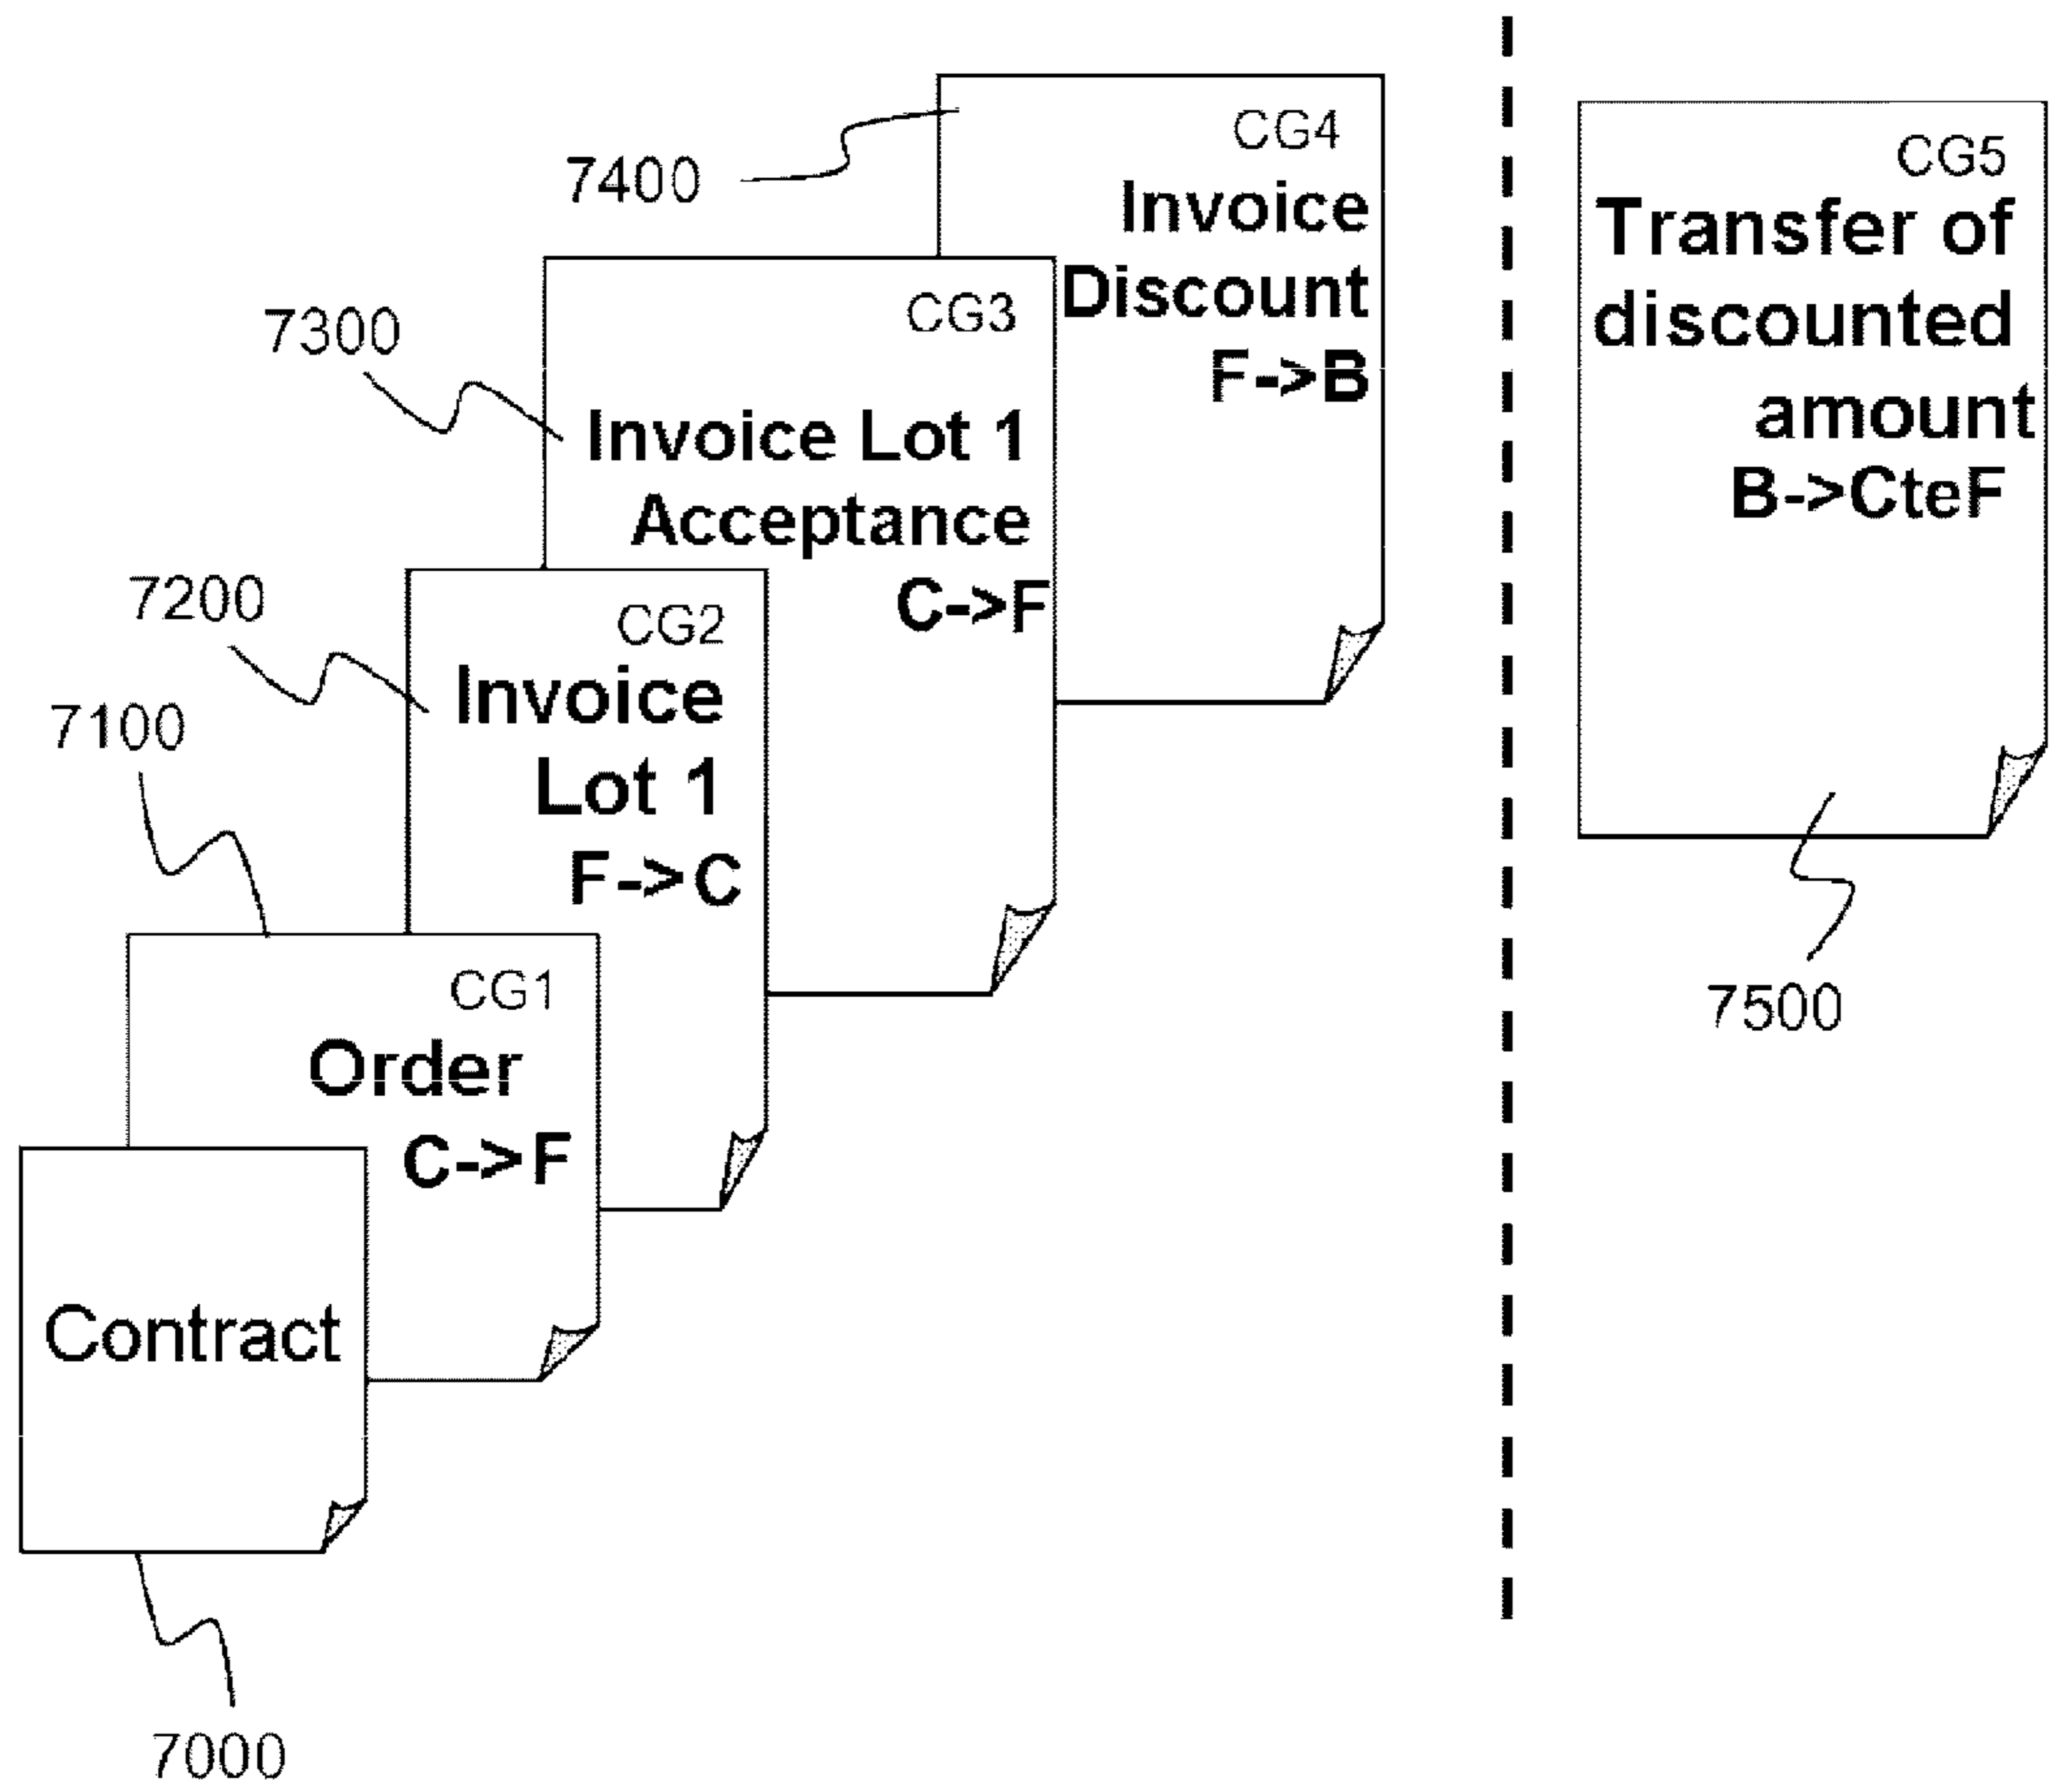 CG4
7400
Invoice
Discount
F->B
CG5
Transfer of
discounted
amount
B->CteF
7500
7300
CG3
Invoice Lot 1
Acceptance
C->F
7200
CG2
Invoice
Lot 1
F->C
7100
CG1
Order
C->F
Contract
7000